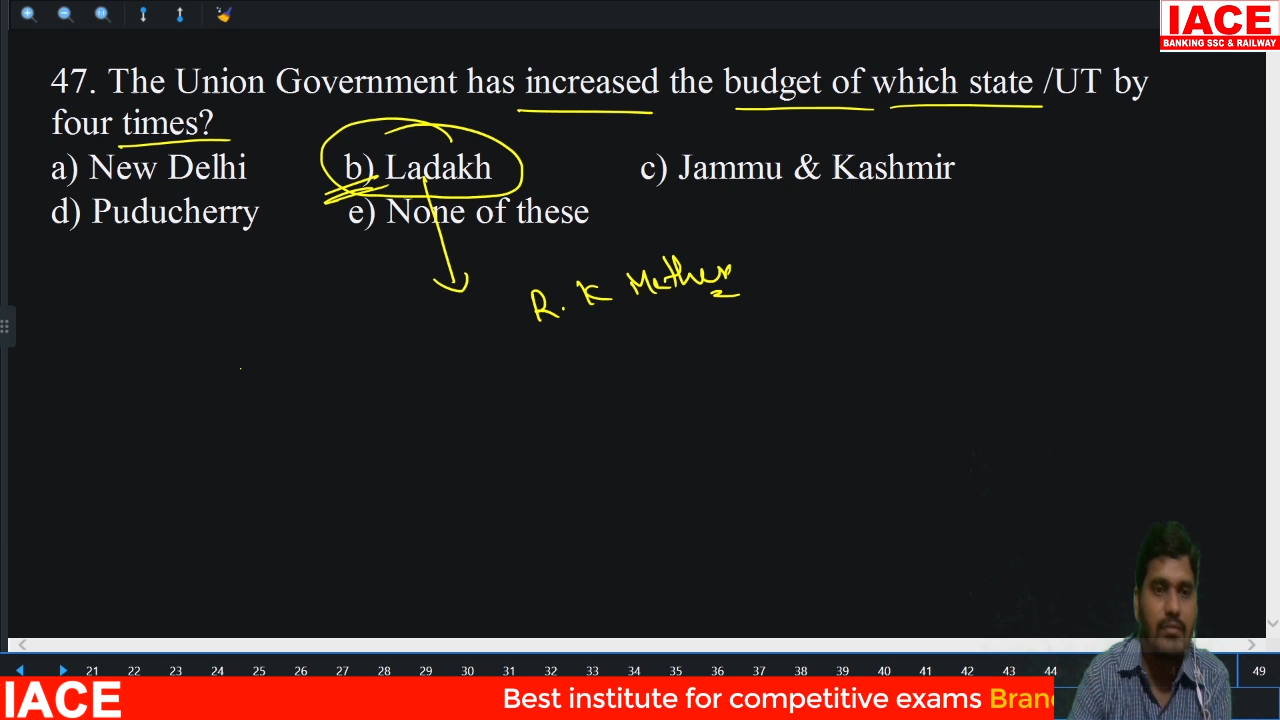 IACE
BANKING SSC & RAILWAY
47. The Union Government has increased the budget of which state /UT by
four times?
a) New Delhi b) Ladakh c) Jammu & Kashmir
d) Puducherry e) None of these
R. K Mathur
21 22 23 24 25 26 27 28 29 30 31 32 33 34 35 36 37 38 39 40 41 42 43 44 49
IACE Best institute for competitive exams Bran